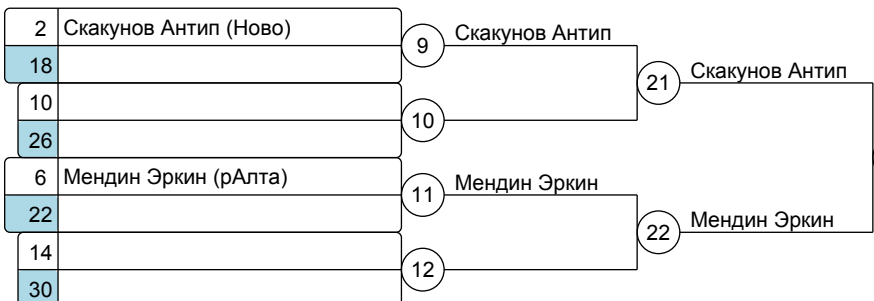 2 Скакунов Антип (Ново)
18
9 Скакунов Антип
10
26
10
21 Скакунов Антип
6 Мендин Эркин (рАлта)
22
11 Мендин Эркин
14
30
12
22 Мендин Эркин